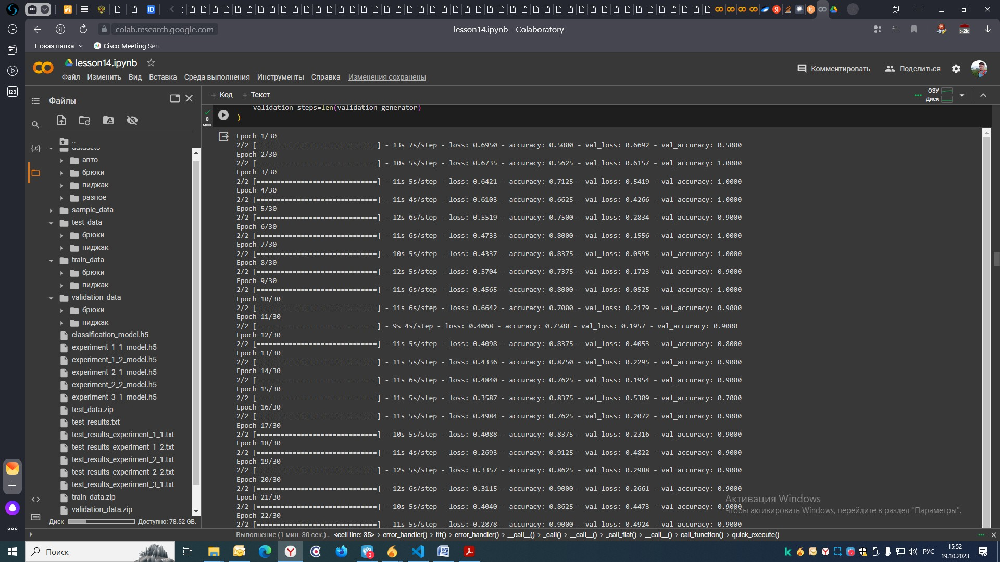 colab.research.google.com
lesson14.ipynb - Colaboratory
>2k
Новая папка
Cisco Meeting Ser
120
lesson14.ipynb
Комментировать
Поделиться
Файл Изменить Вид Вставка Среда выполнения Инструменты Справка Изменения сохранены
Файлы
+ Код + Текст
ОЗУ
Диск
validation_steps=len(validation_generator)
)
8
мин.
..
datasets
авто
брюки
пиджак
разное
sample_data
test_data
брюки
пиджак
train_data
брюки
пиджак
validation_data
брюки
пиджак
classification_model.h5
experiment_1_1_model.h5
experiment_1_2_model.h5
experiment_2_1_model.h5
experiment_2_2_model.h5
experiment_3_1_model.h5
test_data.zip
test_results.txt
test_results_experiment_1_1.txt
test_results_experiment_1_2.txt
test_results_experiment_2_1.txt
test_results_experiment_2_2.txt
test_results_experiment_3_1.txt
train_data.zip
validation_data.zip
Диск Доступно: 78.52 GB.
Epoch 1/30
2/2 [==============================] - 13s 7s/step - loss: 0.6950 - accuracy: 0.5000 - val_loss: 0.6692 - val_accuracy: 0.5000
Epoch 2/30
2/2 [==============================] - 10s 5s/step - loss: 0.6735 - accuracy: 0.5625 - val_loss: 0.6157 - val_accuracy: 1.0000
Epoch 3/30
2/2 [==============================] - 11s 5s/step - loss: 0.6421 - accuracy: 0.7125 - val_loss: 0.5419 - val_accuracy: 1.0000
Epoch 4/30
2/2 [==============================] - 11s 4s/step - loss: 0.6103 - accuracy: 0.6625 - val_loss: 0.4266 - val_accuracy: 1.0000
Epoch 5/30
2/2 [==============================] - 12s 6s/step - loss: 0.5519 - accuracy: 0.7500 - val_loss: 0.2834 - val_accuracy: 0.9000
Epoch 6/30
2/2 [==============================] - 11s 6s/step - loss: 0.4733 - accuracy: 0.8000 - val_loss: 0.1556 - val_accuracy: 1.0000
Epoch 7/30
2/2 [==============================] - 10s 5s/step - loss: 0.4337 - accuracy: 0.8375 - val_loss: 0.0595 - val_accuracy: 1.0000
Epoch 8/30
2/2 [==============================] - 12s 5s/step - loss: 0.5704 - accuracy: 0.7375 - val_loss: 0.1723 - val_accuracy: 0.9000
Epoch 9/30
2/2 [==============================] - 11s 6s/step - loss: 0.4565 - accuracy: 0.8000 - val_loss: 0.0525 - val_accuracy: 1.0000
Epoch 10/30
2/2 [==============================] - 11s 6s/step - loss: 0.6642 - accuracy: 0.7000 - val_loss: 0.2179 - val_accuracy: 0.9000
Epoch 11/30
2/2 [==============================] - 9s 4s/step - loss: 0.4068 - accuracy: 0.7500 - val_loss: 0.1957 - val_accuracy: 0.9000
Epoch 12/30
2/2 [==============================] - 11s 5s/step - loss: 0.4098 - accuracy: 0.8375 - val_loss: 0.4053 - val_accuracy: 0.8000
Epoch 13/30
2/2 [==============================] - 11s 5s/step - loss: 0.4336 - accuracy: 0.8750 - val_loss: 0.2295 - val_accuracy: 0.9000
Epoch 14/30
2/2 [==============================] - 11s 6s/step - loss: 0.4840 - accuracy: 0.7625 - val_loss: 0.1954 - val_accuracy: 0.9000
Epoch 15/30
2/2 [==============================] - 11s 5s/step - loss: 0.3587 - accuracy: 0.8375 - val_loss: 0.5309 - val_accuracy: 0.7000
Epoch 16/30
2/2 [==============================] - 11s 5s/step - loss: 0.4984 - accuracy: 0.7625 - val_loss: 0.2072 - val_accuracy: 0.9000
Epoch 17/30
2/2 [==============================] - 10s 5s/step - loss: 0.4088 - accuracy: 0.8375 - val_loss: 0.2316 - val_accuracy: 0.9000
Epoch 18/30
2/2 [==============================] - 11s 4s/step - loss: 0.2693 - accuracy: 0.9125 - val_loss: 0.4822 - val_accuracy: 0.9000
Epoch 19/30
2/2 [==============================] - 12s 5s/step - loss: 0.3357 - accuracy: 0.8625 - val_loss: 0.2988 - val_accuracy: 0.9000
Epoch 20/30
2/2 [==============================] - 12s 6s/step - loss: 0.3115 - accuracy: 0.9000 - val_loss: 0.2661 - val_accuracy: 0.9000
Epoch 21/30
2/2 [==============================] - 10s 5s/step - loss: 0.4040 - accuracy: 0.8625 - val_loss: 0.4473 - val_accuracy: 0.9000
Epoch 22/30
2/2 [==============================] - 11s 5s/step - loss: 0.2878 - accuracy: 0.9000 - val_loss: 0.4924 - val_accuracy: 0.9000
Активация Windows
Чтобы активировать Windows, перейдите в раздел "Параметры".
Выполнение (1 мин. 30 сек.)... <cell line: 35> > error_handler() > fit() > error_handler() > __call__() > _call() > __call__() > _call_flat() > __call__() > call_function() > quick_execute()
Поиск
2
РУС
15:52
19.10.2023